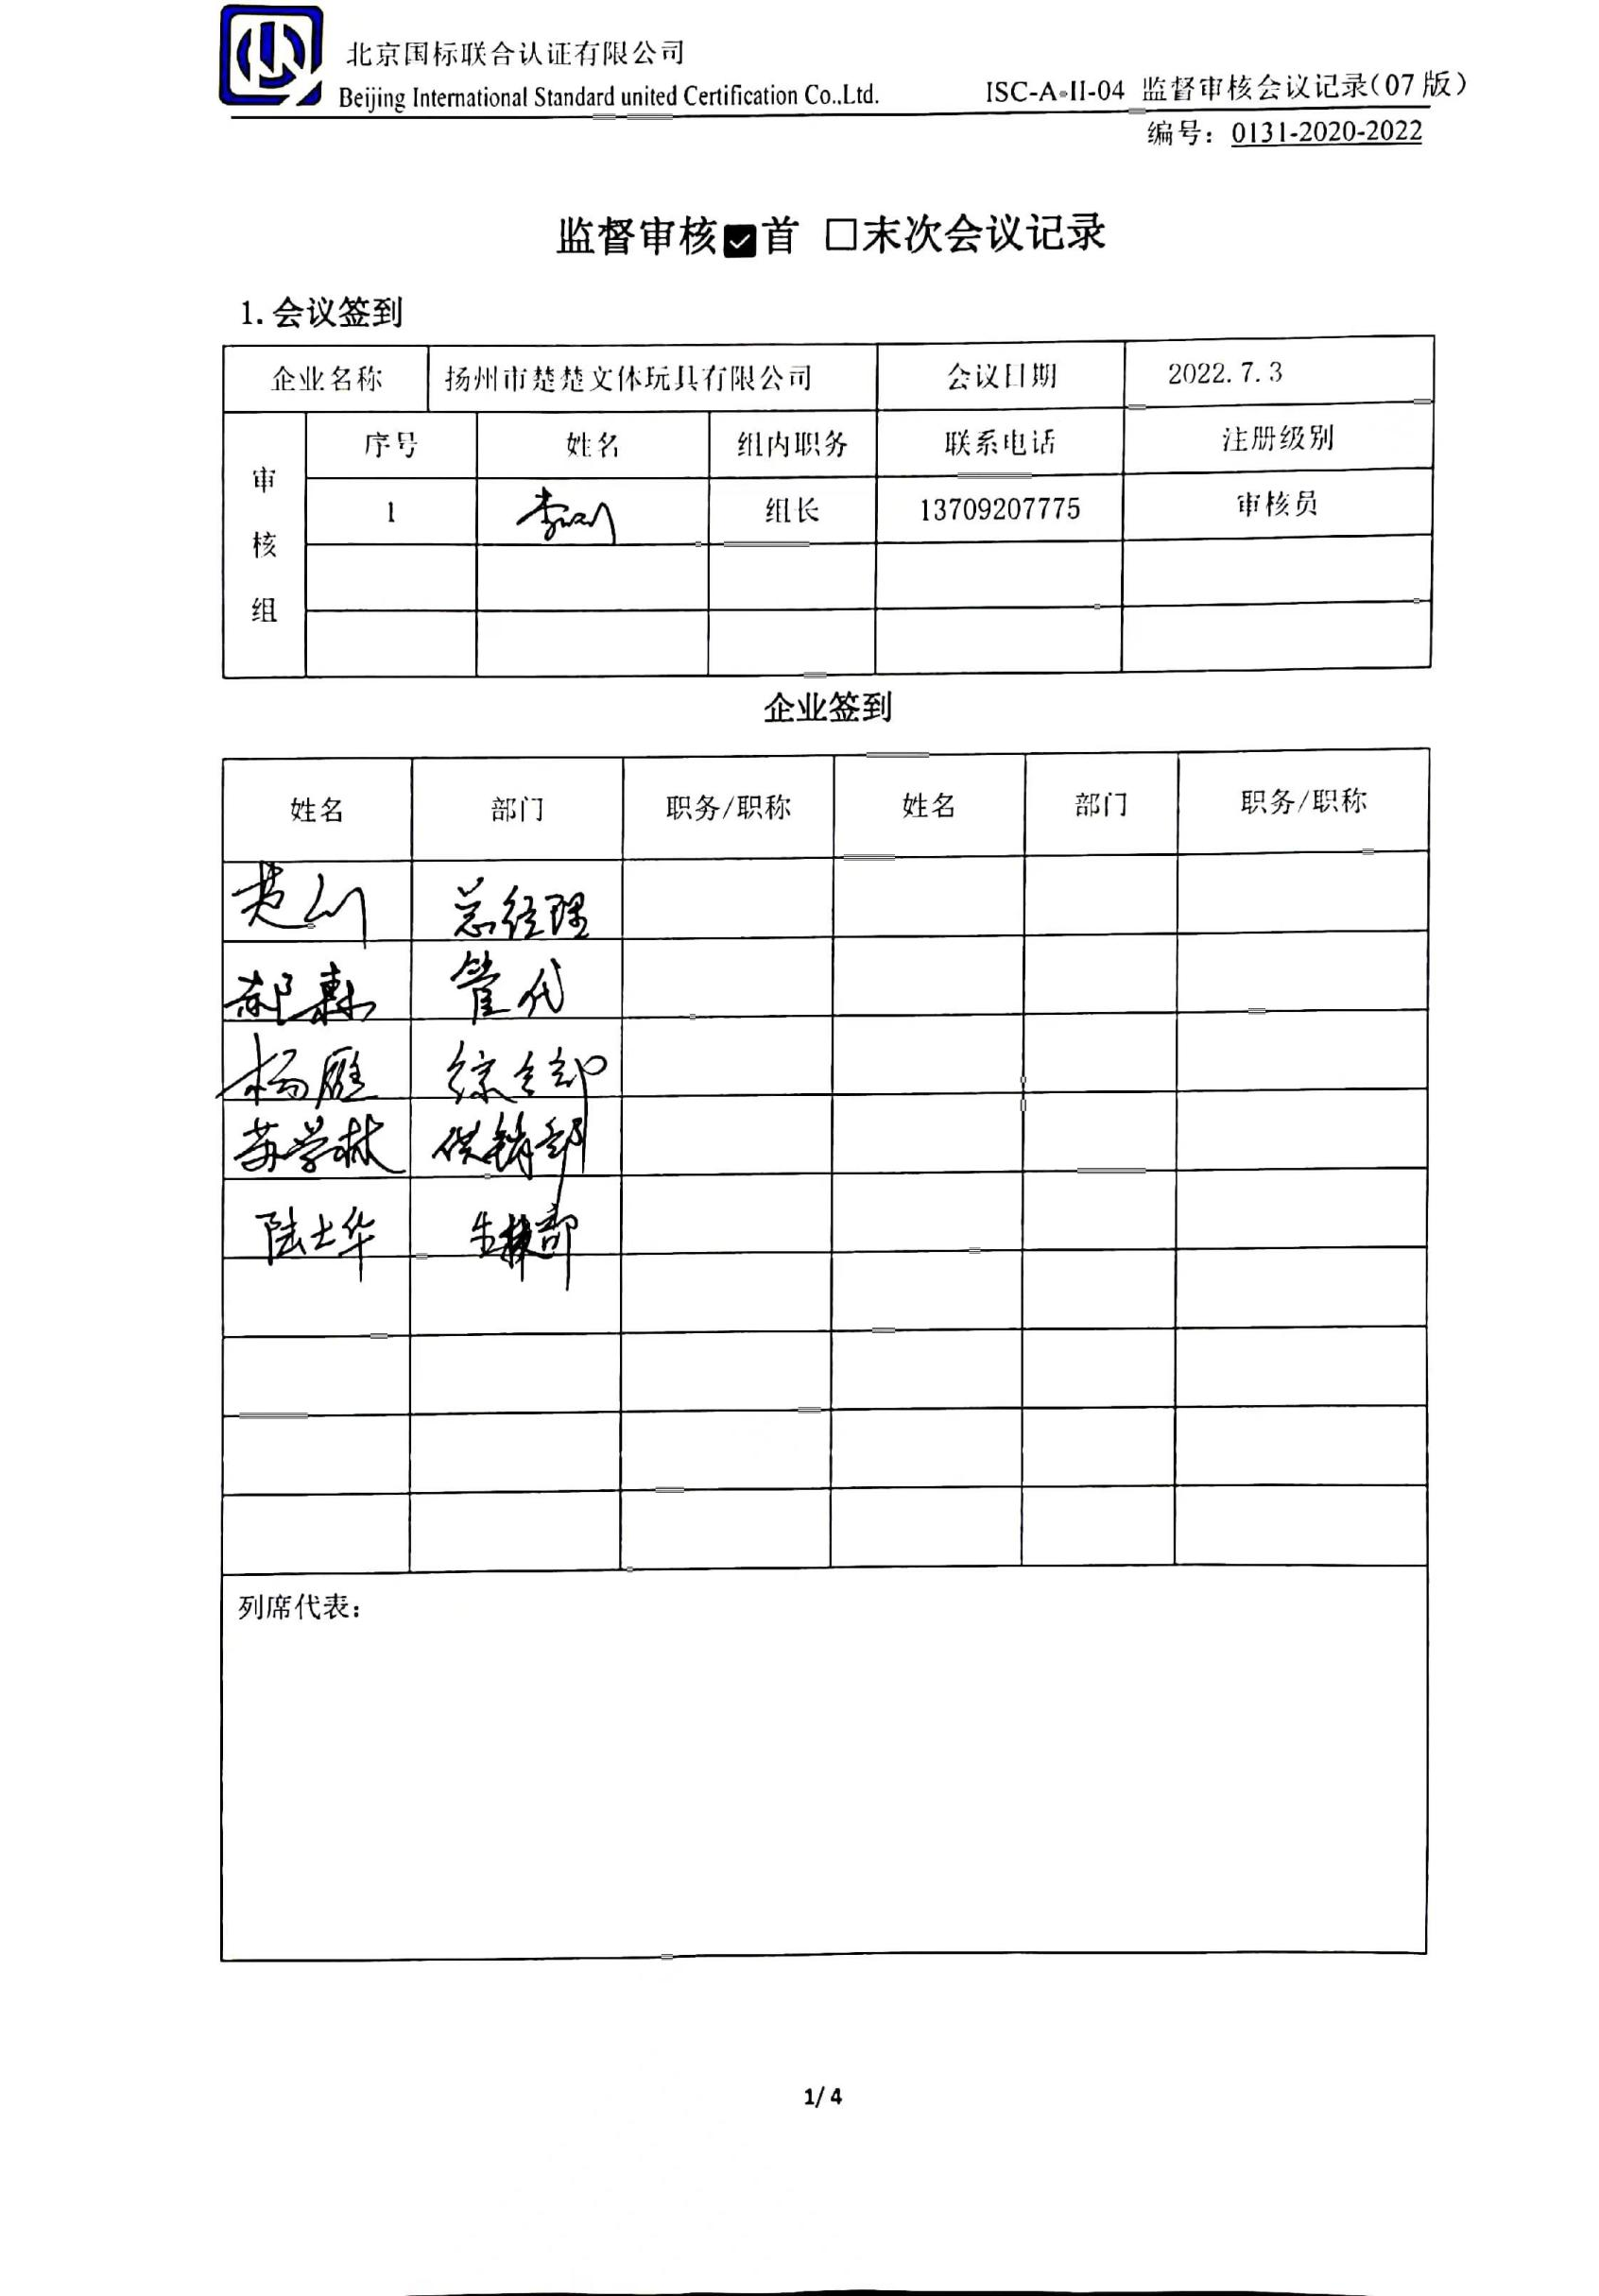 北京国标联合认证有限公司
Beijing International Standard united Certification Co.,Ltd.
ISC-A-II-04 监督审核会议记录(07版)
编号：0131-2020-2022
监督审核☑首 □末次会议记录
1.会议签到
企业名称 扬州市楚楚文体玩具有限公司 会议日期 2022.7.3
审核组
序号 姓名 组内职务 联系电话 注册级别
1 组长 13709207775 审核员
企业签到
姓名 部门 职务/职称 姓名 部门 职务/职称
总经理
管代
杨雁 综合部
苏学林 供销部
陆士华 生技部
列席代表：
1/ 4